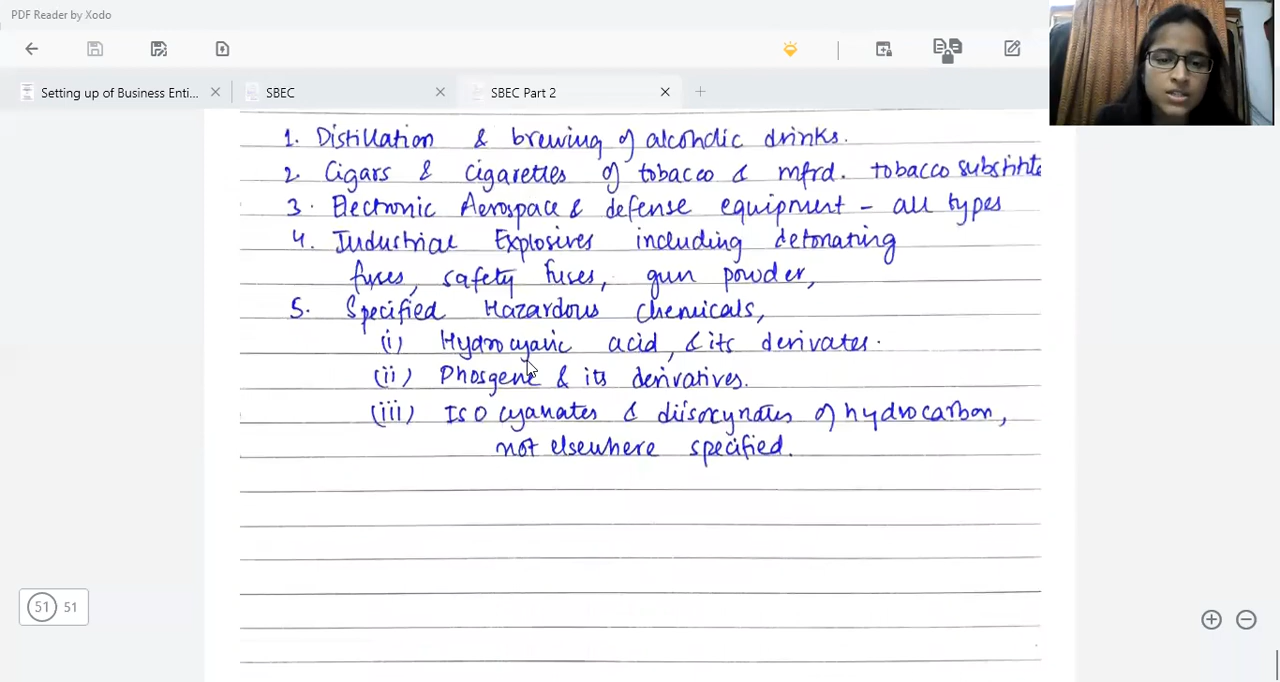 PDF Reader by Xodo
Setting up of Business Enti... SBEC SBEC Part 2
1. Distillation & brewing of alcohdic drinks.
2. Cigars & cigarettes of tobacco & mfrd. tobacco substitute
3. Electronic Aerospace & defense equipment - all types
4. Industrial Explosives including detonating
fuses, safety fuses, gun powder,
5. Specified Hazardous chemicals,
(i) Hydrocyanic acid, & its derivates.
(ii) Phosgene & its derivatives.
(iii) Iso cyanates & diisocynates of hydrocarbon,
not elsewhere specified.
51 51